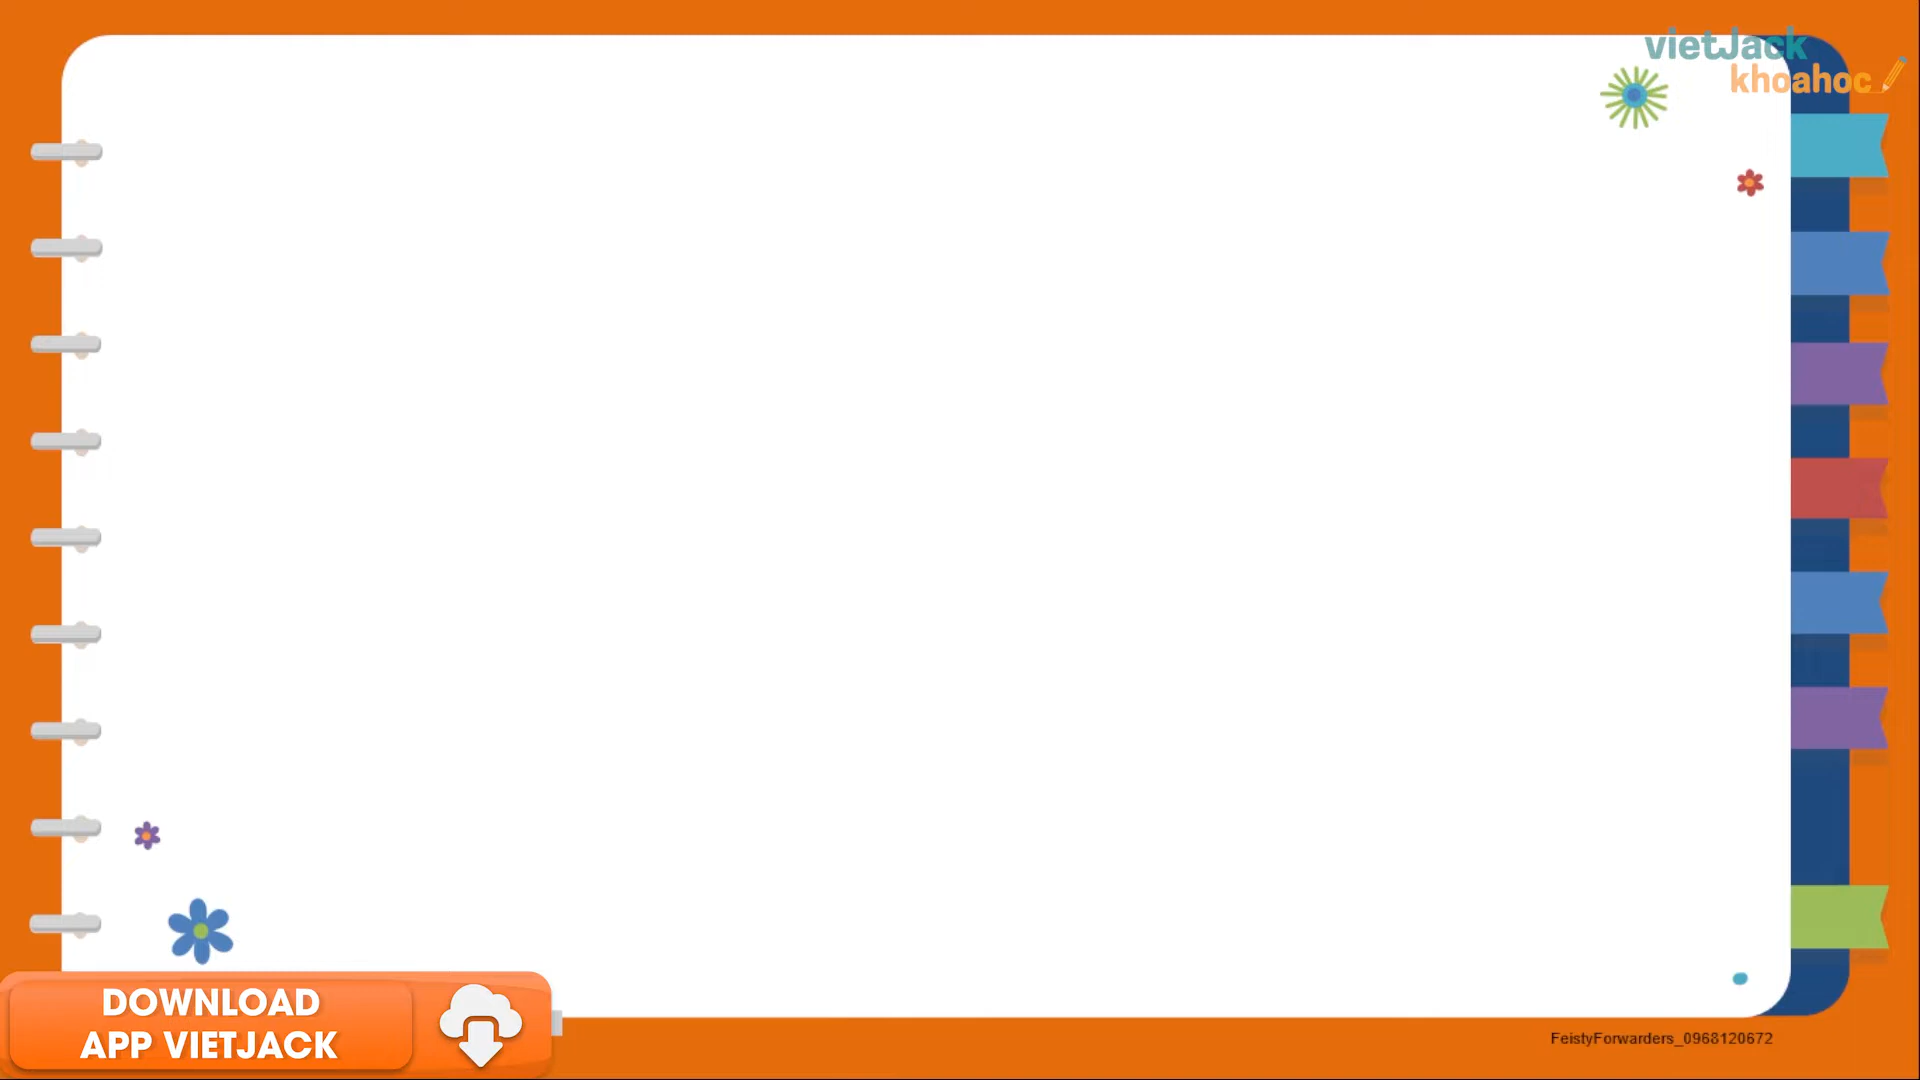 vietJack
khoahoc
DOWNLOAD
APP VIETJACK
FeistyForwarders_0968120672